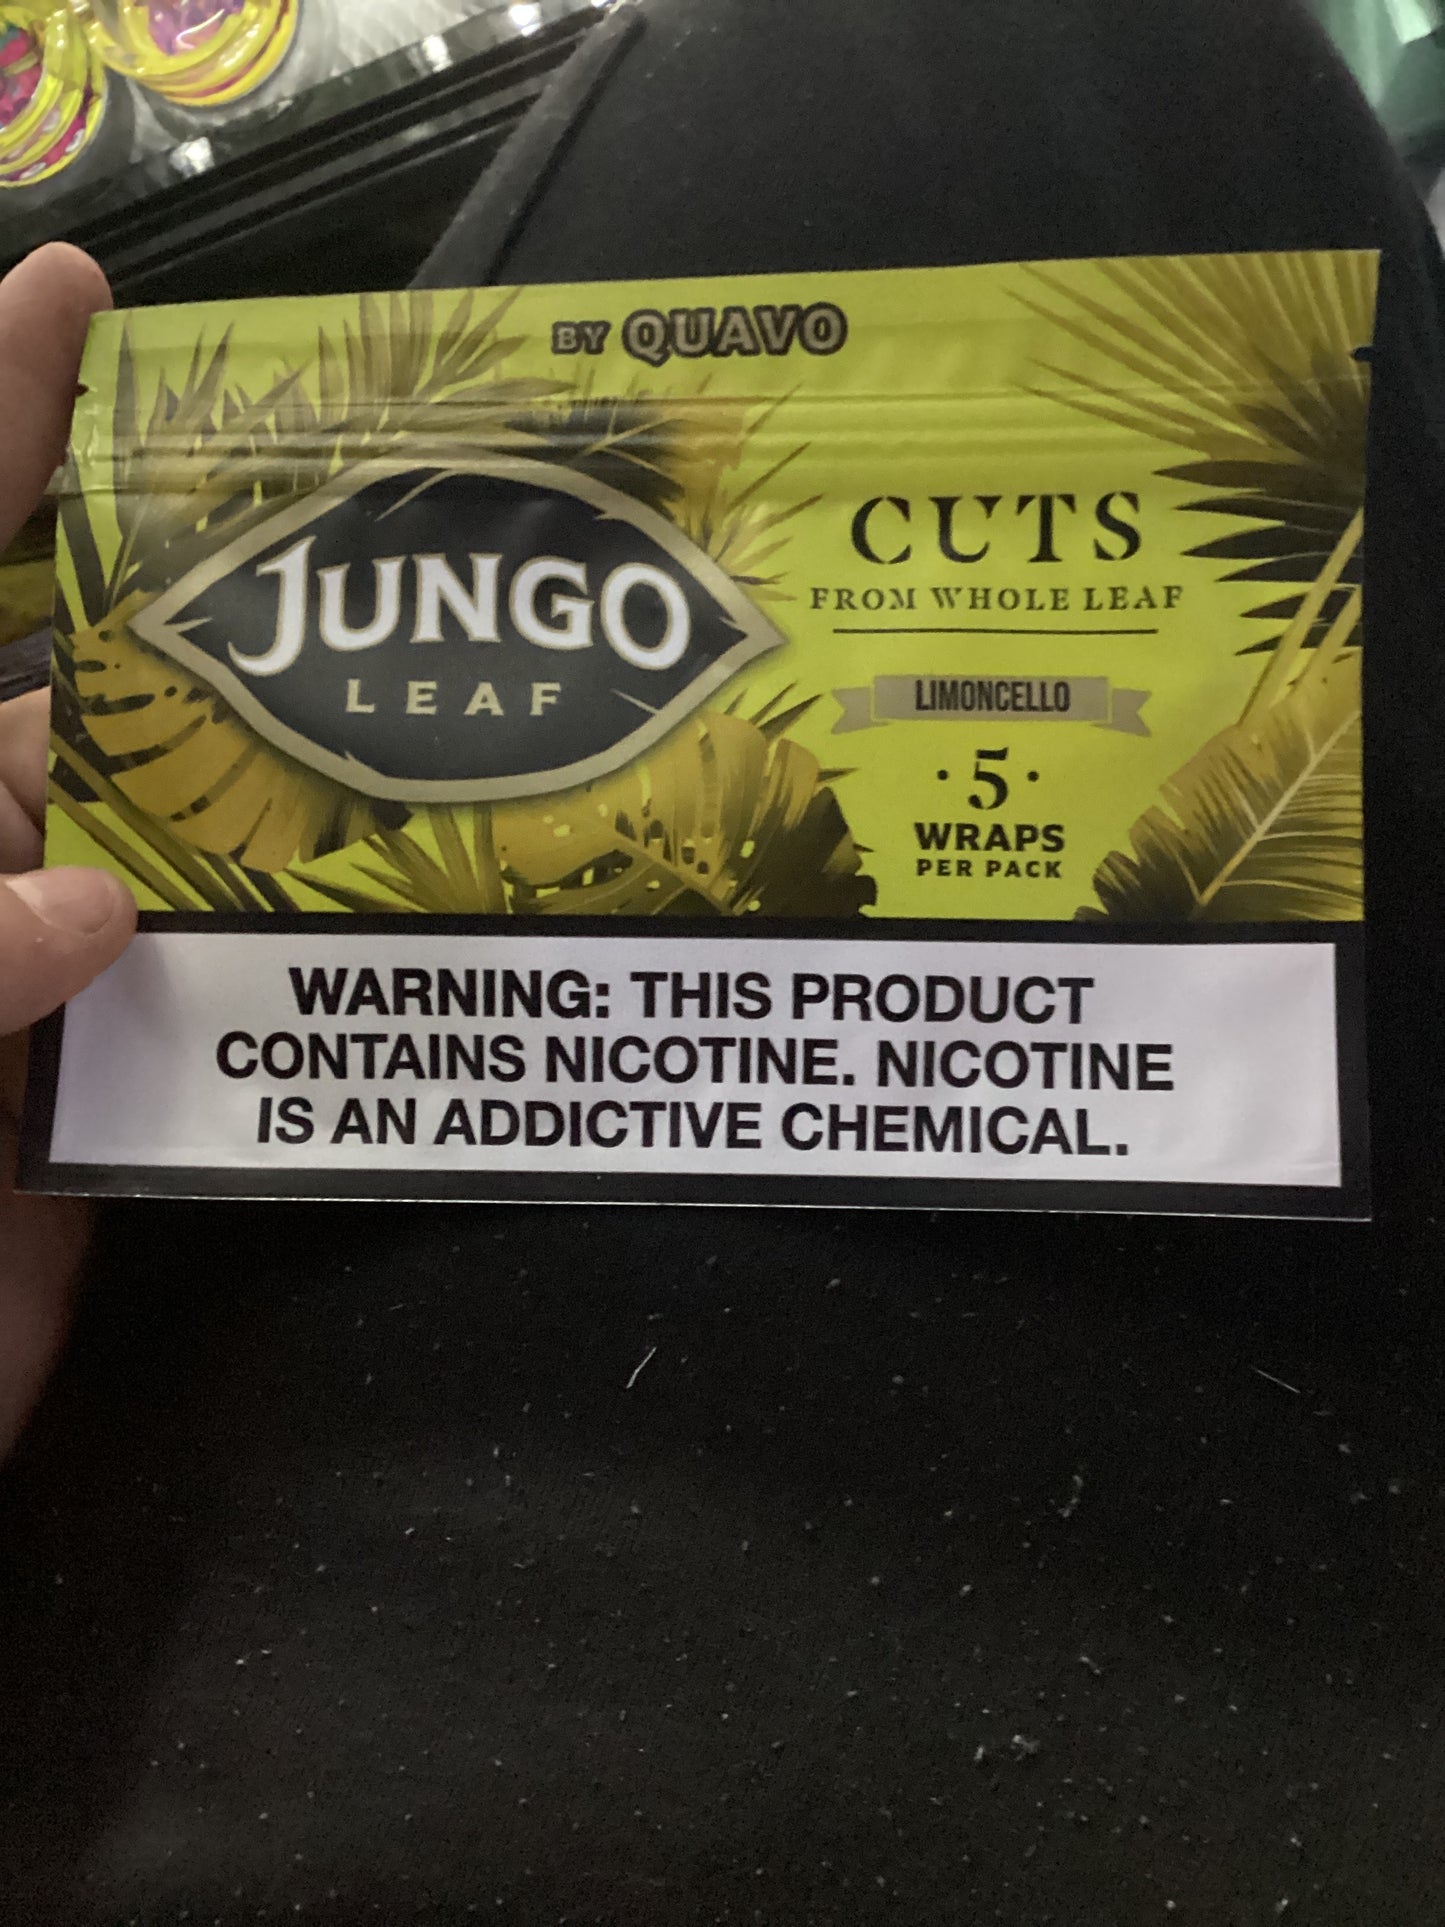 BY QUAVO
JUNGO
LEAF
CUTS
FROM WHOLE LEAF
LIMONCELLO
· 5 ·
WRAPS
PER PACK
WARNING: THIS PRODUCT
CONTAINS NICOTINE. NICOTINE
IS AN ADDICTIVE CHEMICAL.